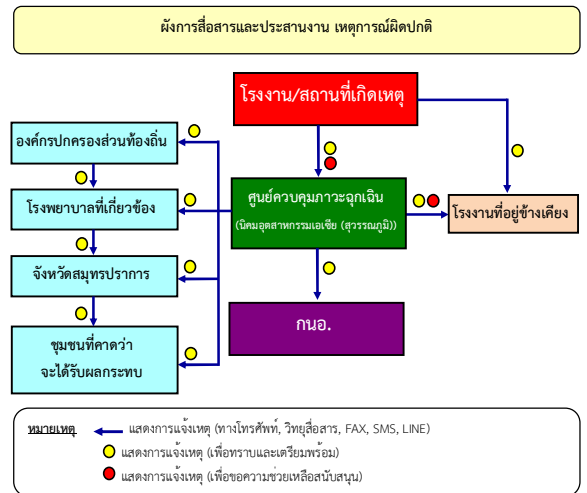 ผังการสื่อสารและประสานงาน เหตุการณ์ผิดปกติ
โรงงาน/สถานที่เกิดเหตุ
องค์กรปกครองส่วนท้องถิ่น
โรงพยาบาลที่เกี่ยวข้อง
จังหวัดสมุทรปราการ
ชุมชนที่คาดว่า
จะได้รับผลกระทบ
ศูนย์ควบคุมภาวะฉุกเฉิน
(นิคมอุตสาหกรรมเอเซีย (สุวรรณภูมิ))
โรงงานที่อยู่ข้างเคียง
กนอ.
หมายเหตุ แสดงการแจ้งเหตุ (ทางโทรศัพท์, วิทยุสื่อสาร, FAX, SMS, LINE)
แสดงการแจ้งเหตุ (เพื่อทราบและเตรียมพร้อม)
แสดงการแจ้งเหตุ (เพื่อขอความช่วยเหลือสนับสนุน)